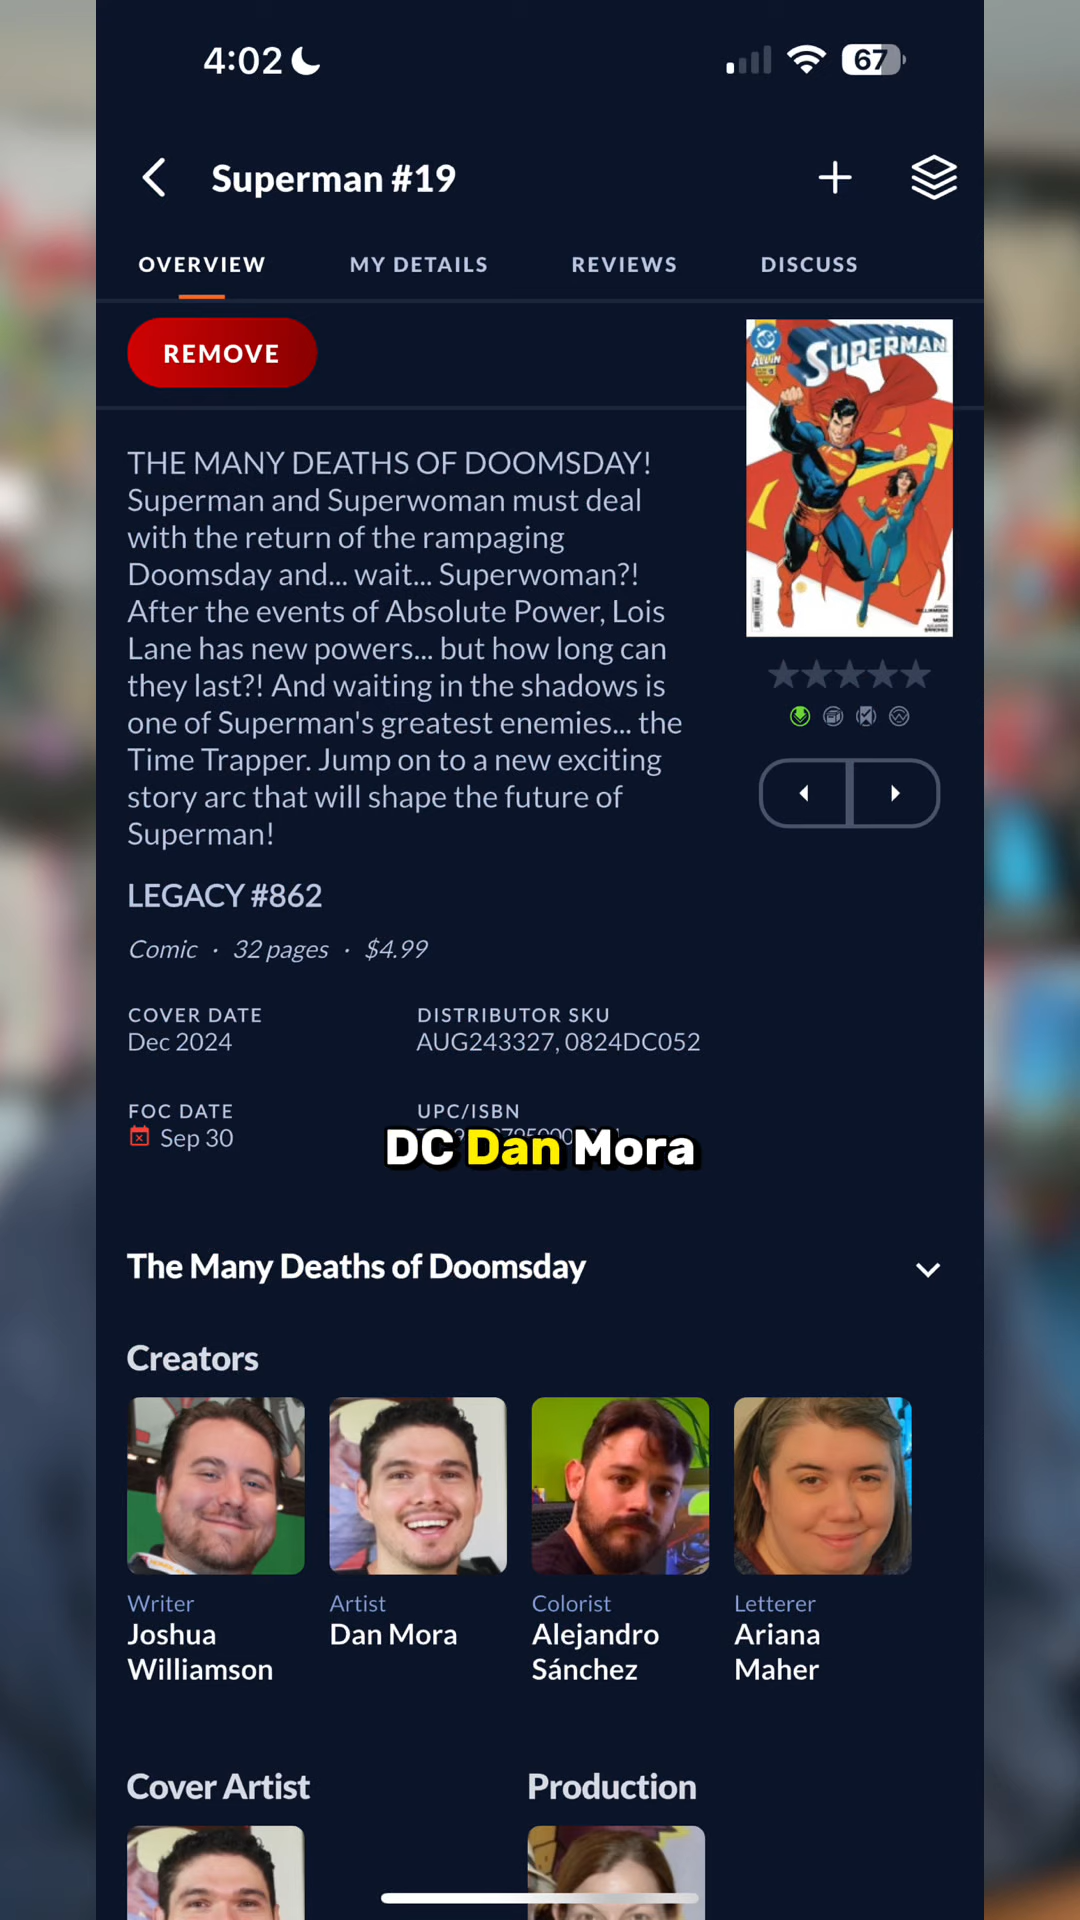 4:02
67
Superman #19
OVERVIEW
MY DETAILS
REVIEWS
DISCUSS
REMOVE
DC
ALL IN
SUPERMAN
THE MANY DEATHS OF DOOMSDAY!
Superman and Superwoman must deal
with the return of the rampaging
Doomsday and... wait... Superwoman?!
After the events of Absolute Power, Lois
Lane has new powers... but how long can
they last?! And waiting in the shadows is
one of Superman's greatest enemies... the
Time Trapper. Jump on to a new exciting
story arc that will shape the future of
Superman!
LEGACY #862
Comic · 32 pages · $4.99
COVER DATE
Dec 2024
DISTRIBUTOR SKU
AUG243327, 0824DC052
FOC DATE
Sep 30
UPC/ISBN
DC Dan Mora
The Many Deaths of Doomsday
Creators
Writer
Joshua
Williamson
Artist
Dan Mora
Colorist
Alejandro
Sánchez
Letterer
Ariana
Maher
Cover Artist
Production